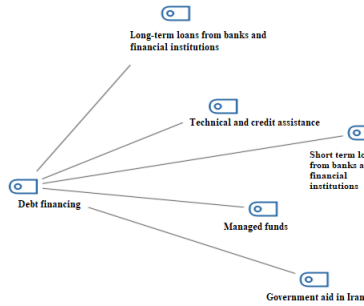 Long-term loans from banks and
financial institutions
Technical and credit assistance
Short term
from banks
financial
institutions
Debt financing
Managed funds
Government aid in Iran